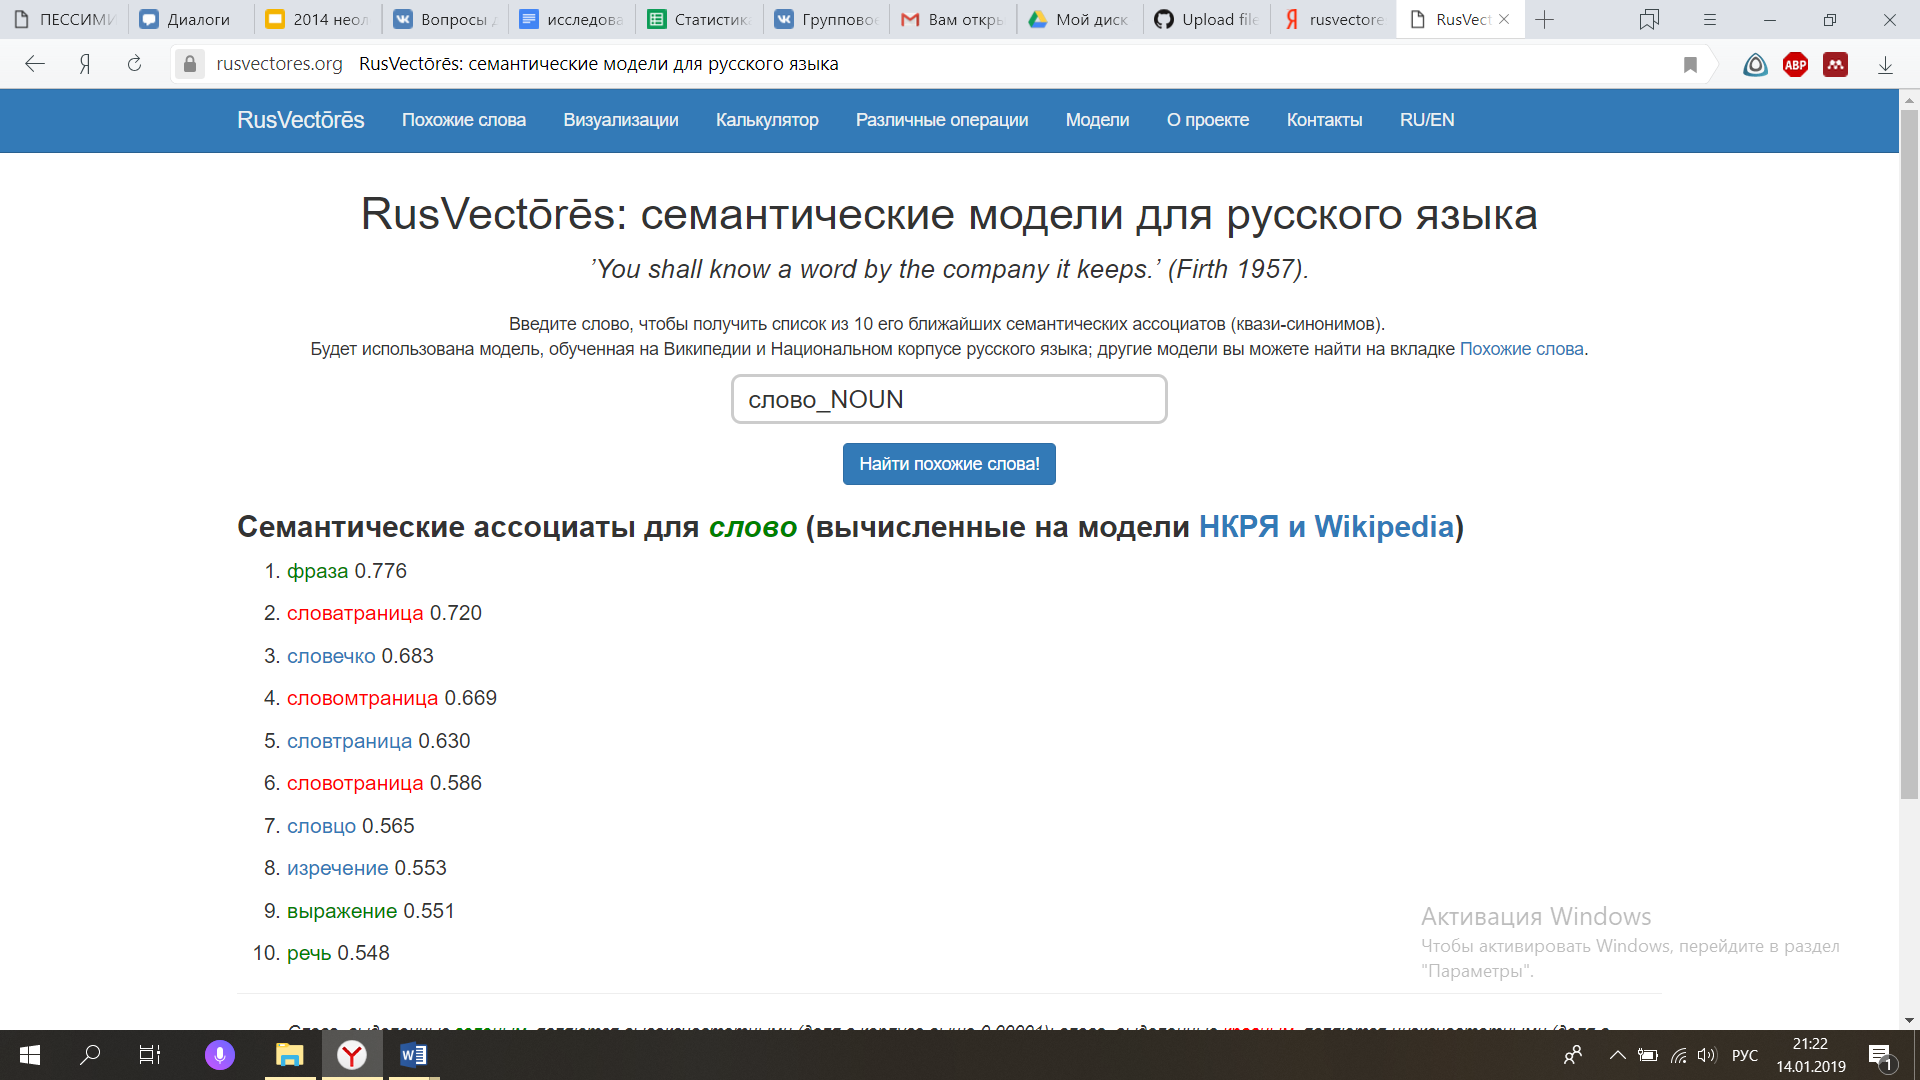 ПЕССИМИ
Диалоги
2014 неол
Вопросы д
исследова
Статистика
Групповое
Вам откры
Мой диск
Upload file
rusvectore
RusVect
rusvectores.org RusVectōrēs: семантические модели для русского языка
ABP
RusVectōrēs Похожие слова Визуализации Калькулятор Различные операции Модели О проекте Контакты RU/EN
RusVectōrēs: семантические модели для русского языка
’You shall know a word by the company it keeps.’ (Firth 1957).
Введите слово, чтобы получить список из 10 его ближайших семантических ассоциатов (квази-синонимов).
Будет использована модель, обученная на Википедии и Национальном корпусе русского языка; другие модели вы можете найти на вкладке Похожие слова.
слово_NOUN
Найти похожие слова!
Семантические ассоциаты для слово (вычисленные на модели НКРЯ и Wikipedia)
1. фраза 0.776
2. словатраница 0.720
3. словечко 0.683
4. словомтраница 0.669
5. словтраница 0.630
6. словотраница 0.586
7. словцо 0.565
8. изречение 0.553
9. выражение 0.551
10. речь 0.548
Активация Windows
Чтобы активировать Windows, перейдите в раздел
"Параметры".
РУС
21:22
14.01.2019
1